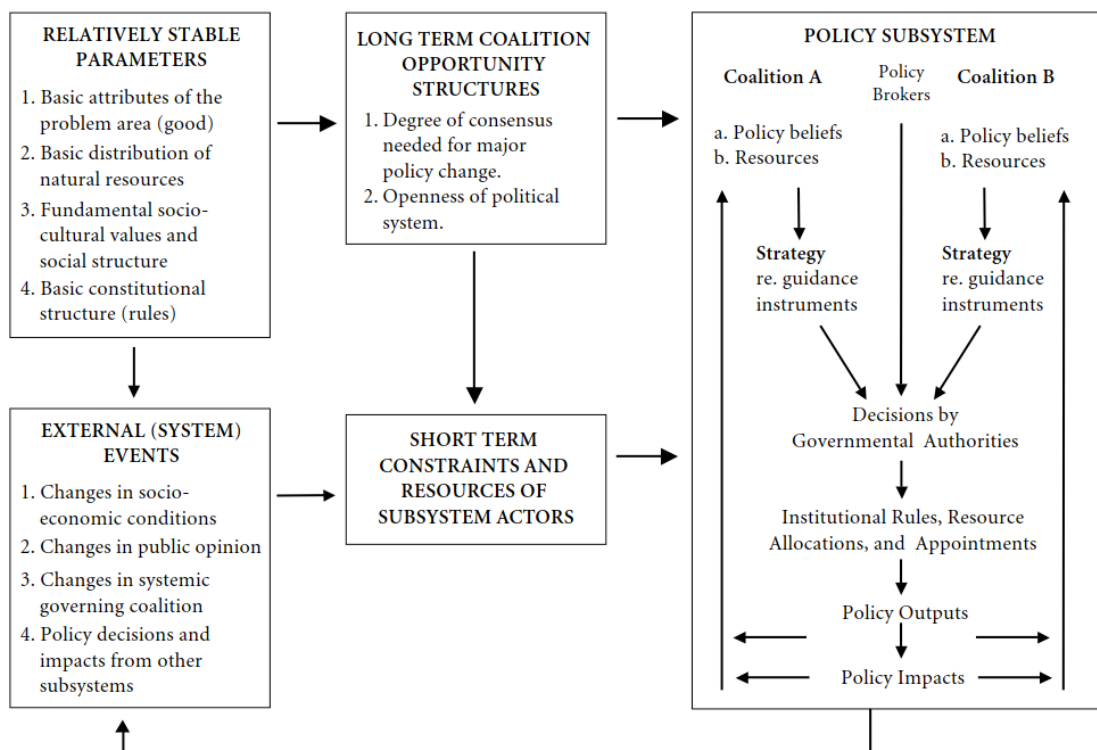 RELATIVELY STABLE
PARAMETERS
1. Basic attributes of the
problem area (good)
2. Basic distribution of
natural resources
3. Fundamental socio-
cultural values and
social structure
4. Basic constitutional
structure (rules)
LONG TERM COALITION
OPPORTUNITY
STRUCTURES
1. Degree of consensus
needed for major
policy change.
2. Openness of political
system.
POLICY SUBSYSTEM
Coalition A
Policy
Brokers
Coalition B
a. Policy beliefs
b. Resources
a. Policy beliefs
b. Resources
Strategy
re. guidance
instruments
Strategy
re. guidance
instruments
Decisions by
Governmental Authorities
Institutional Rules, Resource
Allocations, and Appointments
Policy Outputs
Policy Impacts
EXTERNAL (SYSTEM)
EVENTS
1. Changes in socio-
economic conditions
2. Changes in public opinion
3. Changes in systemic
governing coalition
4. Policy decisions and
impacts from other
subsystems
SHORT TERM
CONSTRAINTS AND
RESOURCES OF
SUBSYSTEM ACTORS